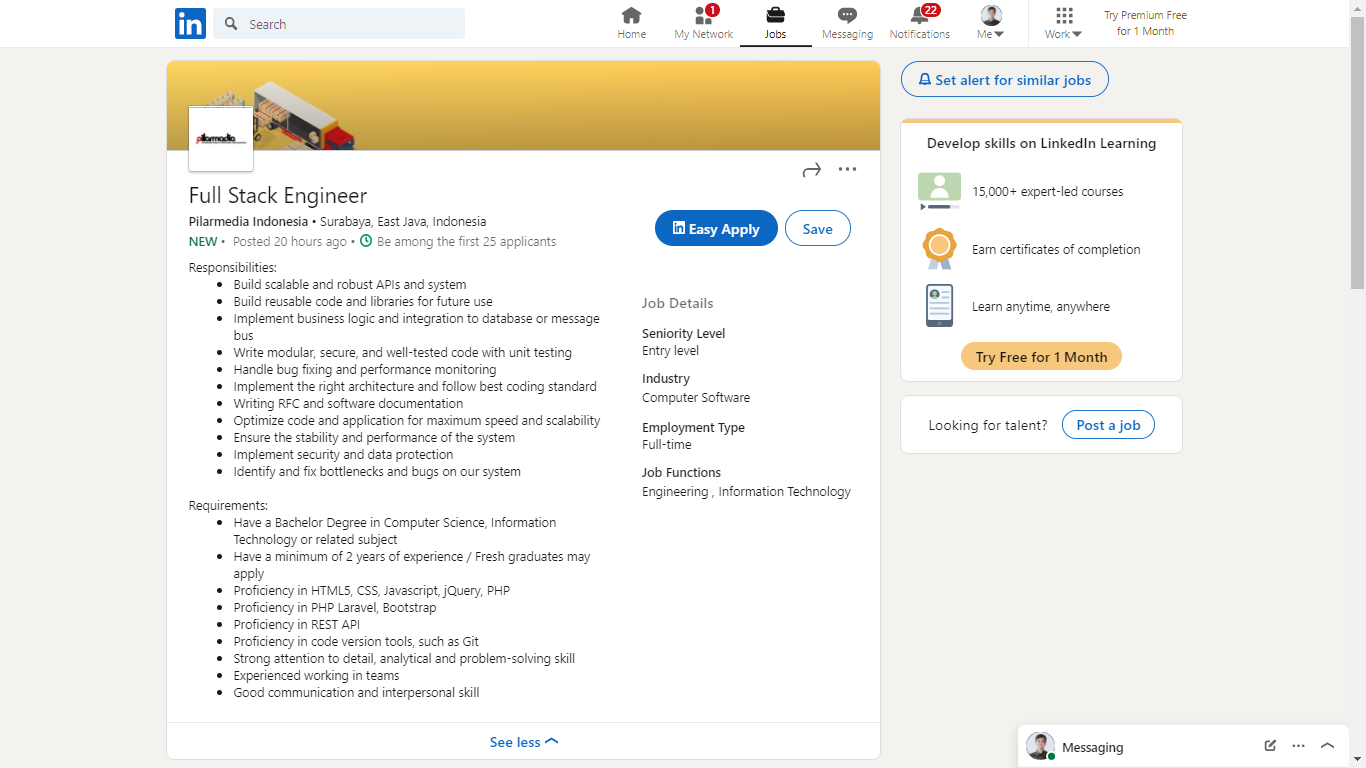 in
Search
Home
1
My Network
Jobs
Messaging
22
Notifications
Me
Work
Try Premium Free
for 1 Month
pilarmedia
Full Stack Engineer
Pilarmedia Indonesia • Surabaya, East Java, Indonesia
NEW • Posted 20 hours ago • Be among the first 25 applicants
in Easy Apply
Save
Responsibilities:
• Build scalable and robust APIs and system
• Build reusable code and libraries for future use
• Implement business logic and integration to database or message
bus
• Write modular, secure, and well-tested code with unit testing
• Handle bug fixing and performance monitoring
• Implement the right architecture and follow best coding standard
• Writing RFC and software documentation
• Optimize code and application for maximum speed and scalability
• Ensure the stability and performance of the system
• Implement security and data protection
• Identify and fix bottlenecks and bugs on our system
Requirements:
• Have a Bachelor Degree in Computer Science, Information
Technology or related subject
• Have a minimum of 2 years of experience / Fresh graduates may
apply
• Proficiency in HTML5, CSS, Javascript, jQuery, PHP
• Proficiency in PHP Laravel, Bootstrap
• Proficiency in REST API
• Proficiency in code version tools, such as Git
• Strong attention to detail, analytical and problem-solving skill
• Experienced working in teams
• Good communication and interpersonal skill
See less
Job Details
Seniority Level
Entry level
Industry
Computer Software
Employment Type
Full-time
Job Functions
Engineering , Information Technology
Set alert for similar jobs
Develop skills on LinkedIn Learning
15,000+ expert-led courses
Earn certificates of completion
Learn anytime, anywhere
Try Free for 1 Month
Looking for talent?
Post a job
Messaging